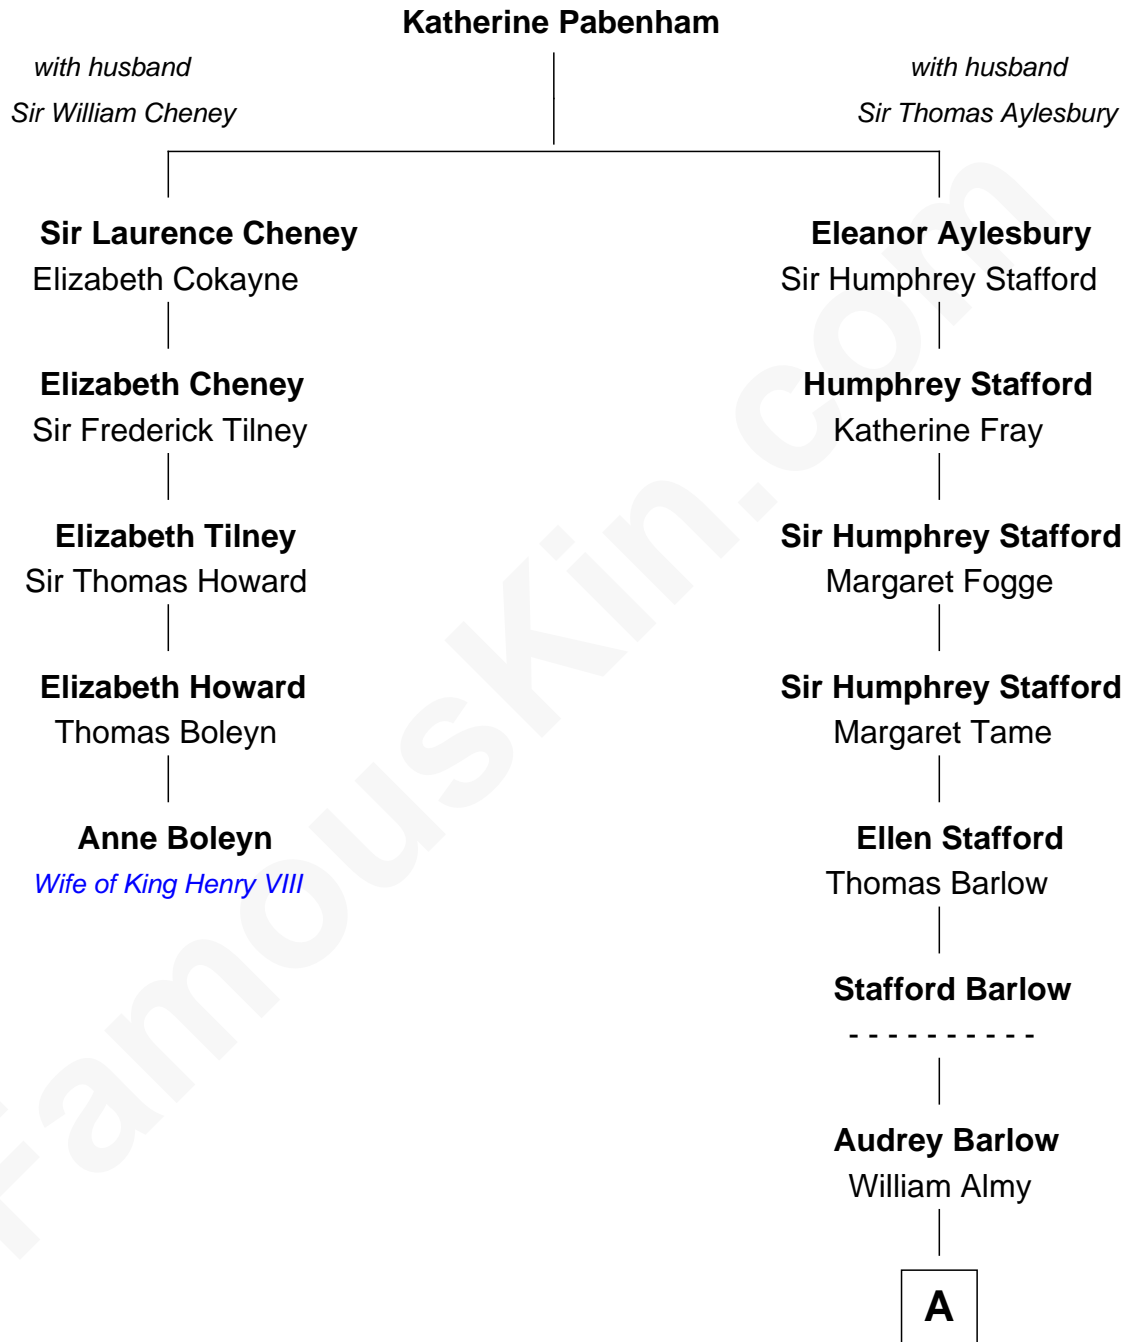 Katherine Pabenham
with husband
Sir William Cheney
with husband
Sir Thomas Aylesbury
Sir Laurence Cheney
Elizabeth Cokayne
Eleanor Aylesbury
Sir Humphrey Stafford
Elizabeth Cheney
Sir Frederick Tilney
Humphrey Stafford
Katherine Fray
Elizabeth Tilney
Sir Thomas Howard
Sir Humphrey Stafford
Margaret Fogge
Elizabeth Howard
Thomas Boleyn
Sir Humphrey Stafford
Margaret Tame
Anne Boleyn
Wife of King Henry VIII
Ellen Stafford
Thomas Barlow
Stafford Barlow
- - - - - - - - - -
Audrey Barlow
William Almy
A
FamousKin.com